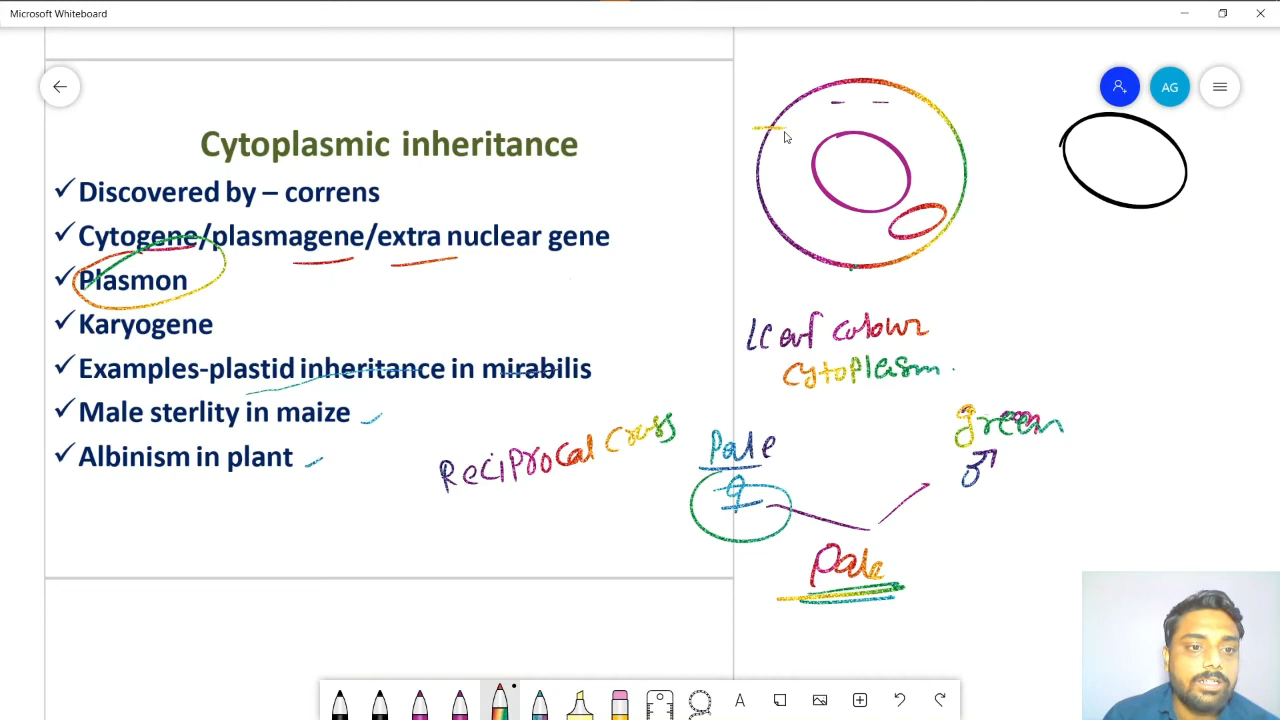 Microsoft Whiteboard
AG
Cytoplasmic inheritance
✓Discovered by – correns
✓Cytogene/plasmagene/extra nuclear gene
✓Plasmon
✓Karyogene
✓Examples-plastid inheritance in mirabilis
✓Male sterlity in maize
✓Albinism in plant
Leaf colour
cytoplasm.
Reciprocal Cross
Pale
green
♀
♂
Pale
A